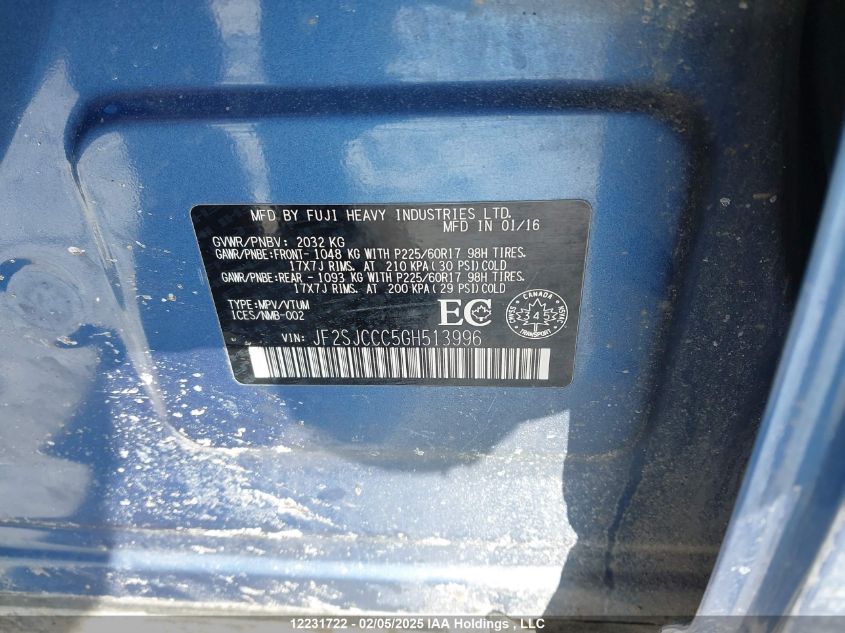 MFD BY FUJI HEAVY INDUSTRIES LTD.
MFD IN 01/16
GVWR/PNBV: 2032 KG
GAWR/PNBE:FRONT- 1048 KG WITH P225/60R17 98H TIRES.
17X7J RIMS. AT 210 KPA(30 PSI)COLD
GAWR/PNBE:REAR - 1093 KG WITH P225/60R17 98H TIRES.
17X7J RIMS. AT 200 KPA(29 PSI)COLD
TYPE:MPV/VTUM
ICES/NMB-002
EC
CANADA
345
TRANSPORT
VIN: JF2SJCCC5GH513996
12231722 - 02/05/2025 IAA Holdings , LLC